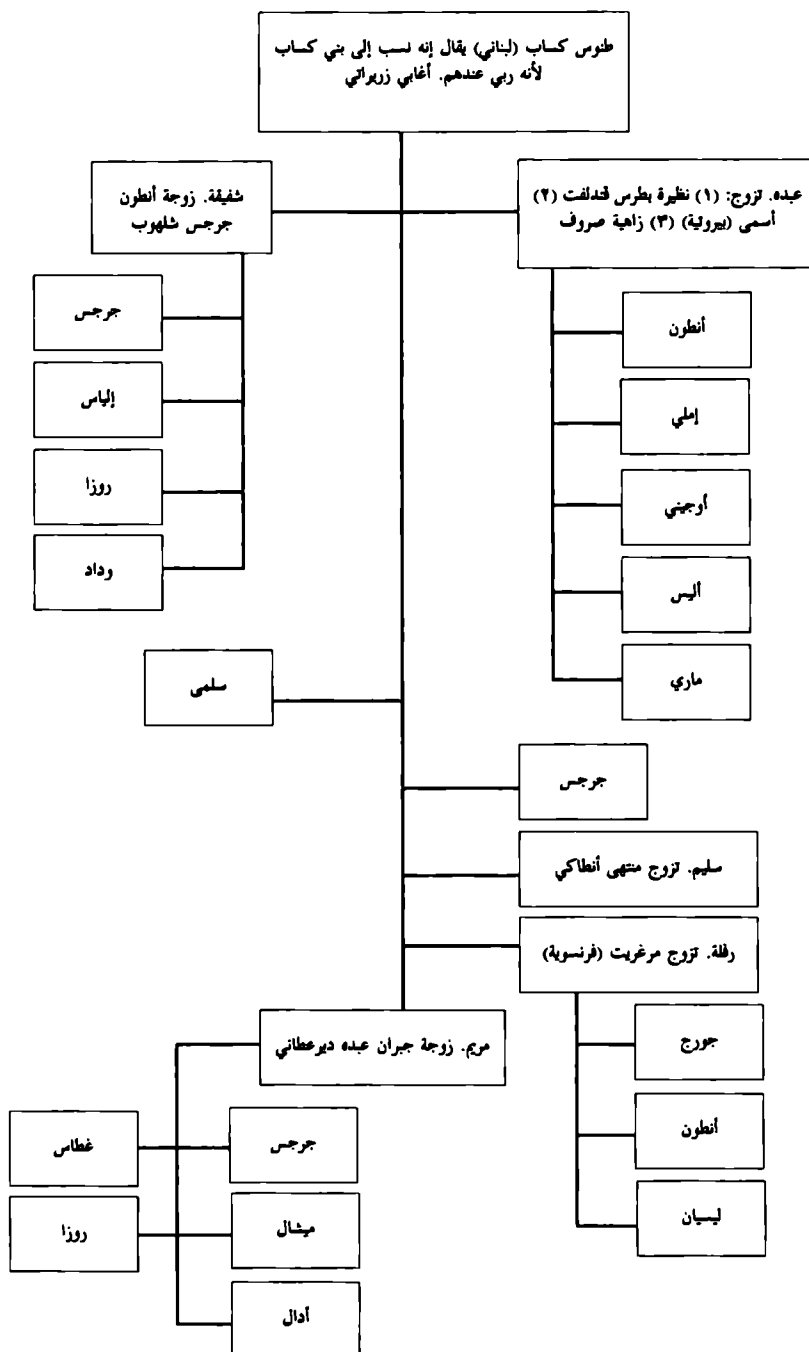 طنوس كساب (لبناني) يقال إنه نسب إلى بني كساب
لأنه ربي عندهم. أغابي زريراتي
عبده. تزوج: (١) نظيرة بطرس قندلفت (٢)
أسمى (بيروتية) (٣) زاهية صروف
أنطون
إملي
أوجيني
أليس
ماري
شفيقة. زوجة أنطون
جرجس شلهوب
جرجس
إلياس
روزا
وداد
سلمى
جرجس
سليم. تزوج منتهى أنطاكي
رفلة. تزوج مرغريت (فرنسوية)
جورج
أنطون
ليسيان
مريم. زوجة جبران عبده ديرعطاني
جرجس
غطاس
ميشال
روزا
أدال